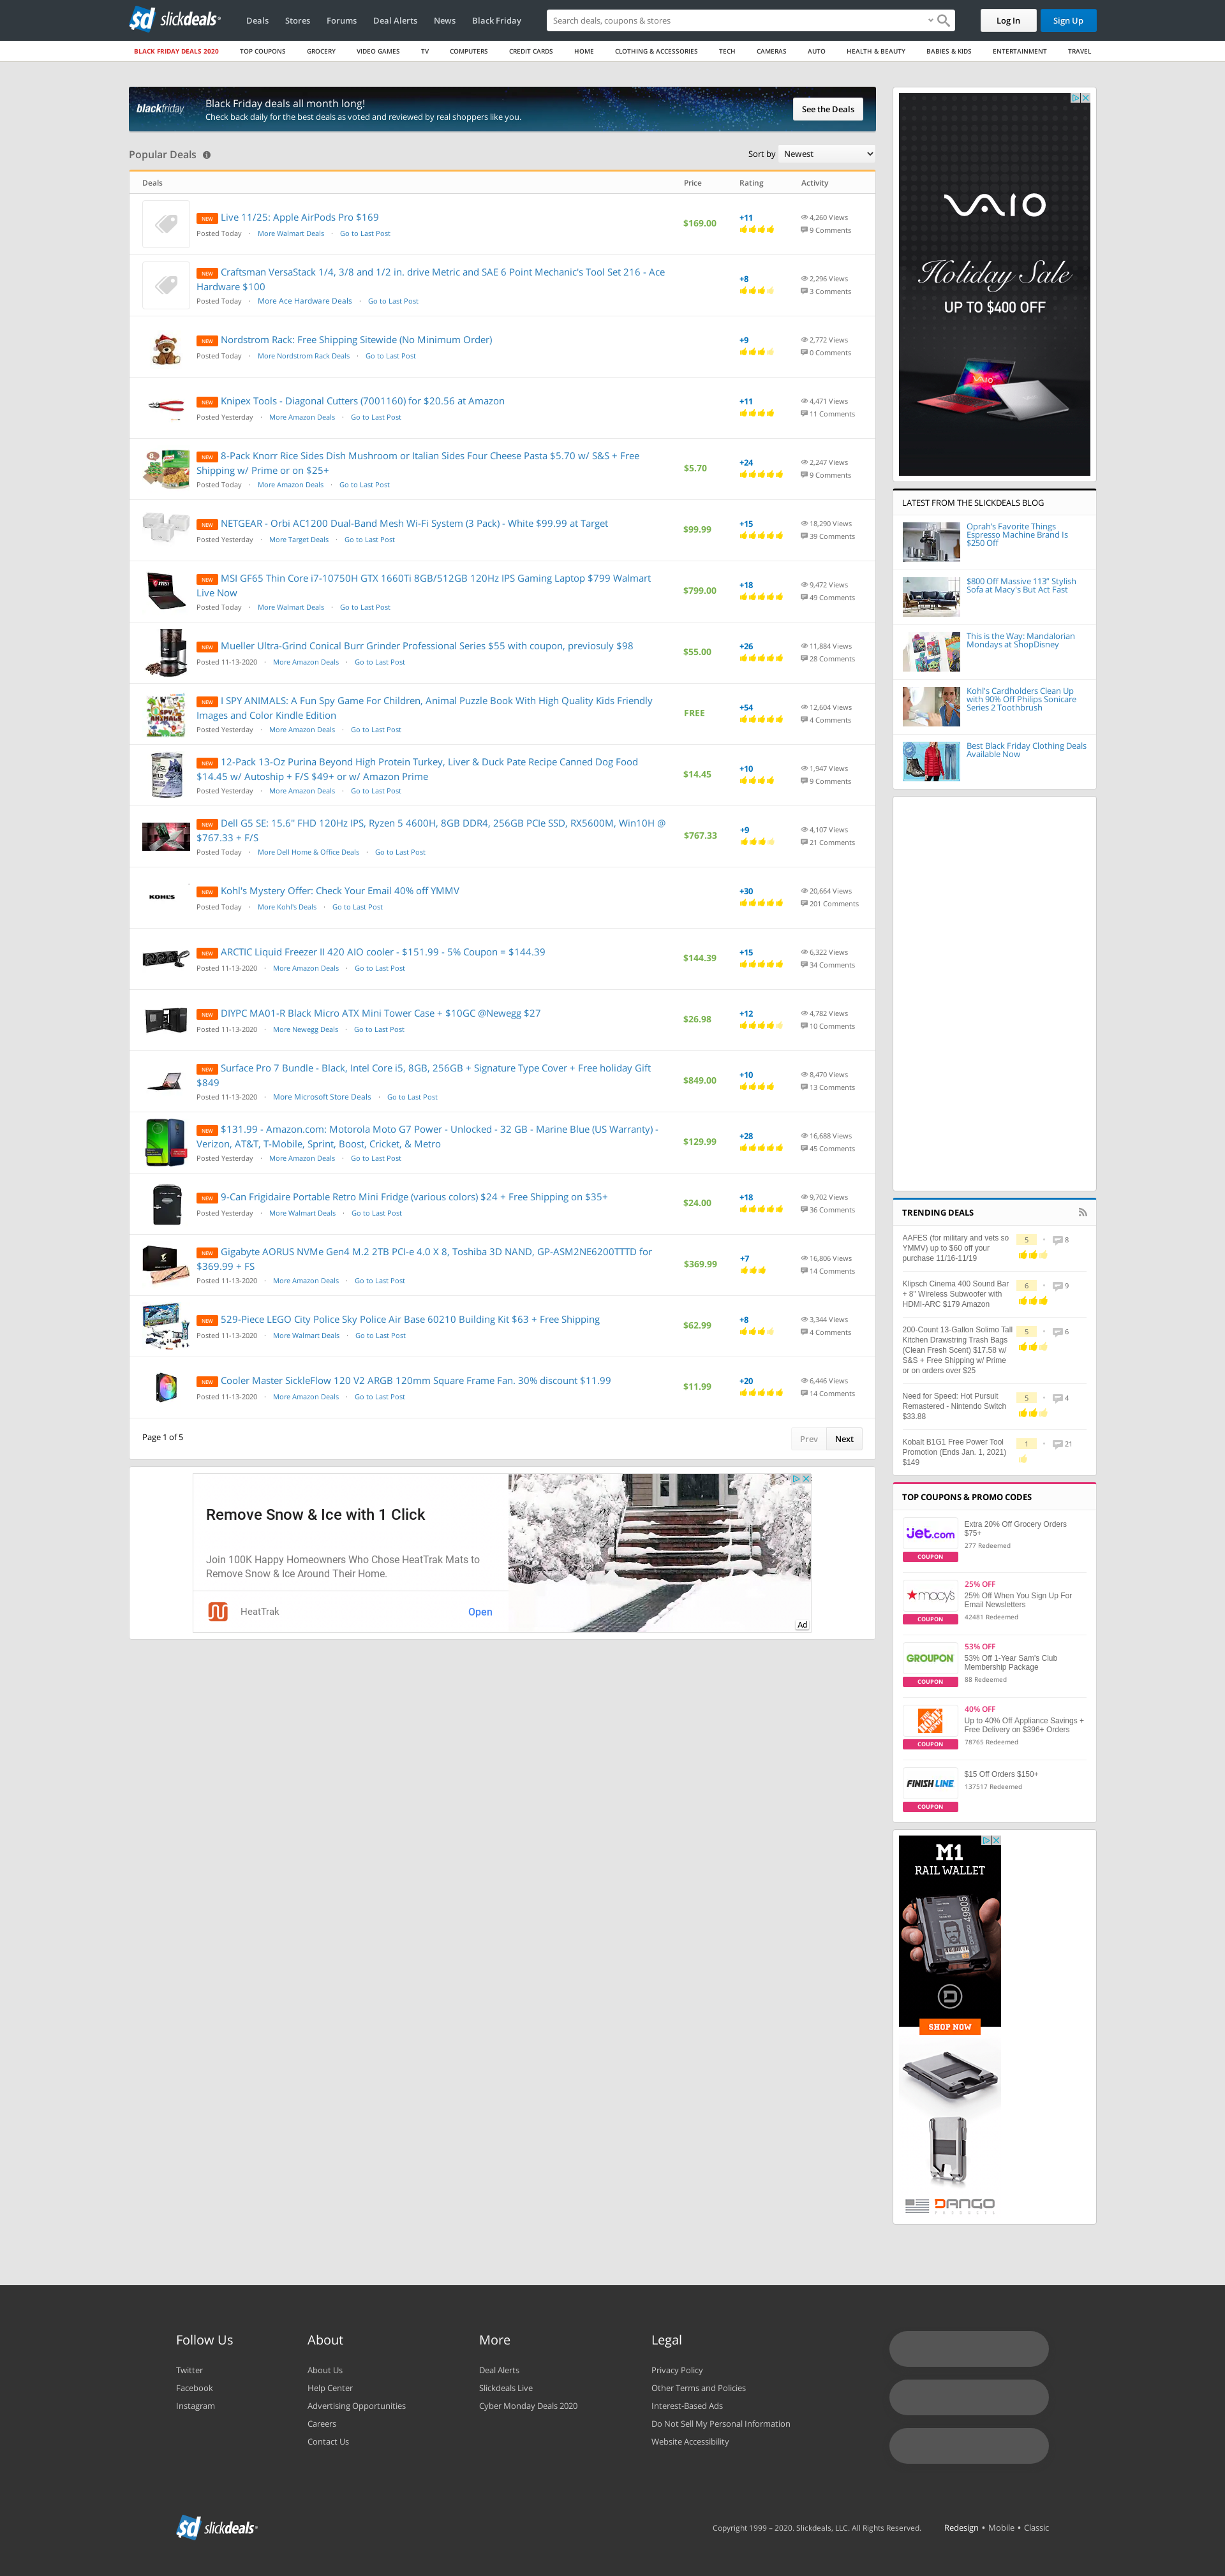 slickdeals
Deals
Stores
Forums
Deal Alerts
News
Black Friday
Search deals, coupons & stores
Log In
Sign Up
BLACK FRIDAY DEALS 2020
TOP COUPONS
GROCERY
VIDEO GAMES
TV
COMPUTERS
CREDIT CARDS
HOME
CLOTHING & ACCESSORIES
TECH
CAMERAS
AUTO
HEALTH & BEAUTY
BABIES & KIDS
ENTERTAINMENT
TRAVEL
blackfriday
Black Friday deals all month long!
Check back daily for the best deals as voted and reviewed by real shoppers like you.
See the Deals
Popular Deals
Sort by Newest
Deals Price Rating Activity
NEW Live 11/25: Apple AirPods Pro $169
Posted Today · More Walmart Deals · Go to Last Post
$169.00
+11
4,260 Views
9 Comments
NEW Craftsman VersaStack 1/4, 3/8 and 1/2 in. drive Metric and SAE 6 Point Mechanic's Tool Set 216 - Ace
Hardware $100
Posted Today · More Ace Hardware Deals · Go to Last Post
+8
2,296 Views
3 Comments
NEW Nordstrom Rack: Free Shipping Sitewide (No Minimum Order)
Posted Today · More Nordstrom Rack Deals · Go to Last Post
+9
2,772 Views
0 Comments
NEW Knipex Tools - Diagonal Cutters (7001160) for $20.56 at Amazon
Posted Yesterday · More Amazon Deals · Go to Last Post
+11
4,471 Views
11 Comments
NEW 8-Pack Knorr Rice Sides Dish Mushroom or Italian Sides Four Cheese Pasta $5.70 w/ S&S + Free
Shipping w/ Prime or on $25+
Posted Today · More Amazon Deals · Go to Last Post
$5.70
+24
2,247 Views
9 Comments
NEW NETGEAR - Orbi AC1200 Dual-Band Mesh Wi-Fi System (3 Pack) - White $99.99 at Target
Posted Yesterday · More Target Deals · Go to Last Post
$99.99
+15
18,290 Views
39 Comments
NEW MSI GF65 Thin Core i7-10750H GTX 1660Ti 8GB/512GB 120Hz IPS Gaming Laptop $799 Walmart
Live Now
Posted Today · More Walmart Deals · Go to Last Post
$799.00
+18
9,472 Views
49 Comments
NEW Mueller Ultra-Grind Conical Burr Grinder Professional Series $55 with coupon, previosuly $98
Posted 11-13-2020 · More Amazon Deals · Go to Last Post
$55.00
+26
11,884 Views
28 Comments
NEW I SPY ANIMALS: A Fun Spy Game For Children, Animal Puzzle Book With High Quality Kids Friendly
Images and Color Kindle Edition
Posted Yesterday · More Amazon Deals · Go to Last Post
FREE
+54
12,604 Views
4 Comments
NEW 12-Pack 13-Oz Purina Beyond High Protein Turkey, Liver & Duck Pate Recipe Canned Dog Food
$14.45 w/ Autoship + F/S $49+ or w/ Amazon Prime
Posted Yesterday · More Amazon Deals · Go to Last Post
$14.45
+10
1,947 Views
9 Comments
NEW Dell G5 SE: 15.6" FHD 120Hz IPS, Ryzen 5 4600H, 8GB DDR4, 256GB PCIe SSD, RX5600M, Win10H @
$767.33 + F/S
Posted Today · More Dell Home & Office Deals · Go to Last Post
$767.33
+9
4,107 Views
21 Comments
KOHL'S
NEW Kohl's Mystery Offer: Check Your Email 40% off YMMV
Posted Today · More Kohl's Deals · Go to Last Post
+30
20,664 Views
201 Comments
NEW ARCTIC Liquid Freezer II 420 AIO cooler - $151.99 - 5% Coupon = $144.39
Posted 11-13-2020 · More Amazon Deals · Go to Last Post
$144.39
+15
6,322 Views
34 Comments
NEW DIYPC MA01-R Black Micro ATX Mini Tower Case + $10GC @Newegg $27
Posted 11-13-2020 · More Newegg Deals · Go to Last Post
$26.98
+12
4,782 Views
10 Comments
NEW Surface Pro 7 Bundle - Black, Intel Core i5, 8GB, 256GB + Signature Type Cover + Free holiday Gift
$849
Posted 11-13-2020 · More Microsoft Store Deals · Go to Last Post
$849.00
+10
8,470 Views
13 Comments
NEW $131.99 - Amazon.com: Motorola Moto G7 Power - Unlocked - 32 GB - Marine Blue (US Warranty) -
Verizon, AT&T, T-Mobile, Sprint, Boost, Cricket, & Metro
Posted Yesterday · More Amazon Deals · Go to Last Post
$129.99
+28
16,688 Views
45 Comments
NEW 9-Can Frigidaire Portable Retro Mini Fridge (various colors) $24 + Free Shipping on $35+
Posted Yesterday · More Walmart Deals · Go to Last Post
$24.00
+18
9,702 Views
36 Comments
NEW Gigabyte AORUS NVMe Gen4 M.2 2TB PCI-e 4.0 X 8, Toshiba 3D NAND, GP-ASM2NE6200TTTD for
$369.99 + FS
Posted 11-13-2020 · More Amazon Deals · Go to Last Post
$369.99
+7
16,806 Views
14 Comments
NEW 529-Piece LEGO City Police Sky Police Air Base 60210 Building Kit $63 + Free Shipping
Posted 11-13-2020 · More Walmart Deals · Go to Last Post
$62.99
+8
3,344 Views
4 Comments
NEW Cooler Master SickleFlow 120 V2 ARGB 120mm Square Frame Fan. 30% discount $11.99
Posted 11-13-2020 · More Amazon Deals · Go to Last Post
$11.99
+20
6,446 Views
14 Comments
Page 1 of 5
Prev
Next
Remove Snow & Ice with 1 Click
Join 100K Happy Homeowners Who Chose HeatTrak Mats to
Remove Snow & Ice Around Their Home.
HeatTrak
Open
Ad
VAIO
Holiday Sale
UP TO $400 OFF
LATEST FROM THE SLICKDEALS BLOG
Oprah's Favorite Things
Espresso Machine Brand Is
$250 Off
$800 Off Massive 113" Stylish
Sofa at Macy's But Act Fast
This is the Way: Mandalorian
Mondays at ShopDisney
Kohl's Cardholders Clean Up
with 90% Off Philips Sonicare
Series 2 Toothbrush
Best Black Friday Clothing Deals
Available Now
TRENDING DEALS
AAFES (for military and vets so
YMMV) up to $60 off your
purchase 11/16-11/19
5 · 8
Klipsch Cinema 400 Sound Bar
+ 8" Wireless Subwoofer with
HDMI-ARC $179 Amazon
6 · 9
200-Count 13-Gallon Solimo Tall
Kitchen Drawstring Trash Bags
(Clean Fresh Scent) $17.58 w/
S&S + Free Shipping w/ Prime
or on orders over $25
5 · 6
Need for Speed: Hot Pursuit
Remastered - Nintendo Switch
$33.88
5 · 4
Kobalt B1G1 Free Power Tool
Promotion (Ends Jan. 1, 2021)
$149
1 · 21
TOP COUPONS & PROMO CODES
jet.com
COUPON
Extra 20% Off Grocery Orders
$75+
277 Redeemed
macy's
COUPON
25% OFF
25% Off When You Sign Up For
Email Newsletters
42481 Redeemed
GROUPON
COUPON
53% OFF
53% Off 1-Year Sam's Club
Membership Package
88 Redeemed
COUPON
40% OFF
Up to 40% Off Appliance Savings +
Free Delivery on $396+ Orders
78765 Redeemed
FINISH LINE
COUPON
$15 Off Orders $150+
137517 Redeemed
M1
RAIL WALLET
49905
SHOP NOW
DANGO
PRODUCTS
Follow Us
Twitter
Facebook
Instagram
About
About Us
Help Center
Advertising Opportunities
Careers
Contact Us
More
Deal Alerts
Slickdeals Live
Cyber Monday Deals 2020
Legal
Privacy Policy
Other Terms and Policies
Interest-Based Ads
Do Not Sell My Personal Information
Website Accessibility
slickdeals
Copyright 1999 – 2020. Slickdeals, LLC. All Rights Reserved.
Redesign • Mobile • Classic